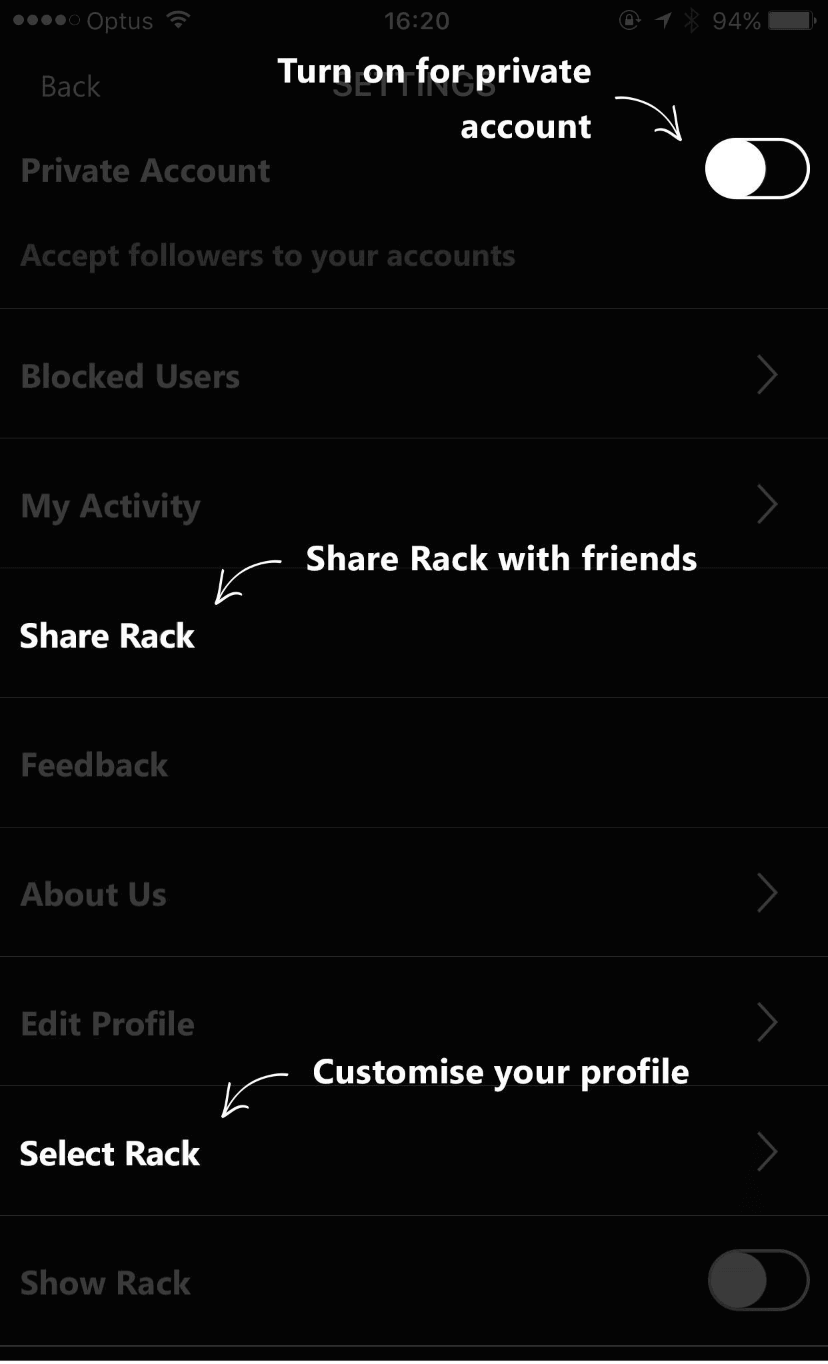 Optus 16:20 94%
Turn on for private
Back SETTINGS
account
Private Account
Accept followers to your accounts
Blocked Users
My Activity
Share Rack with friends
Share Rack
Feedback
About Us
Edit Profile
Customise your profile
Select Rack
Show Rack